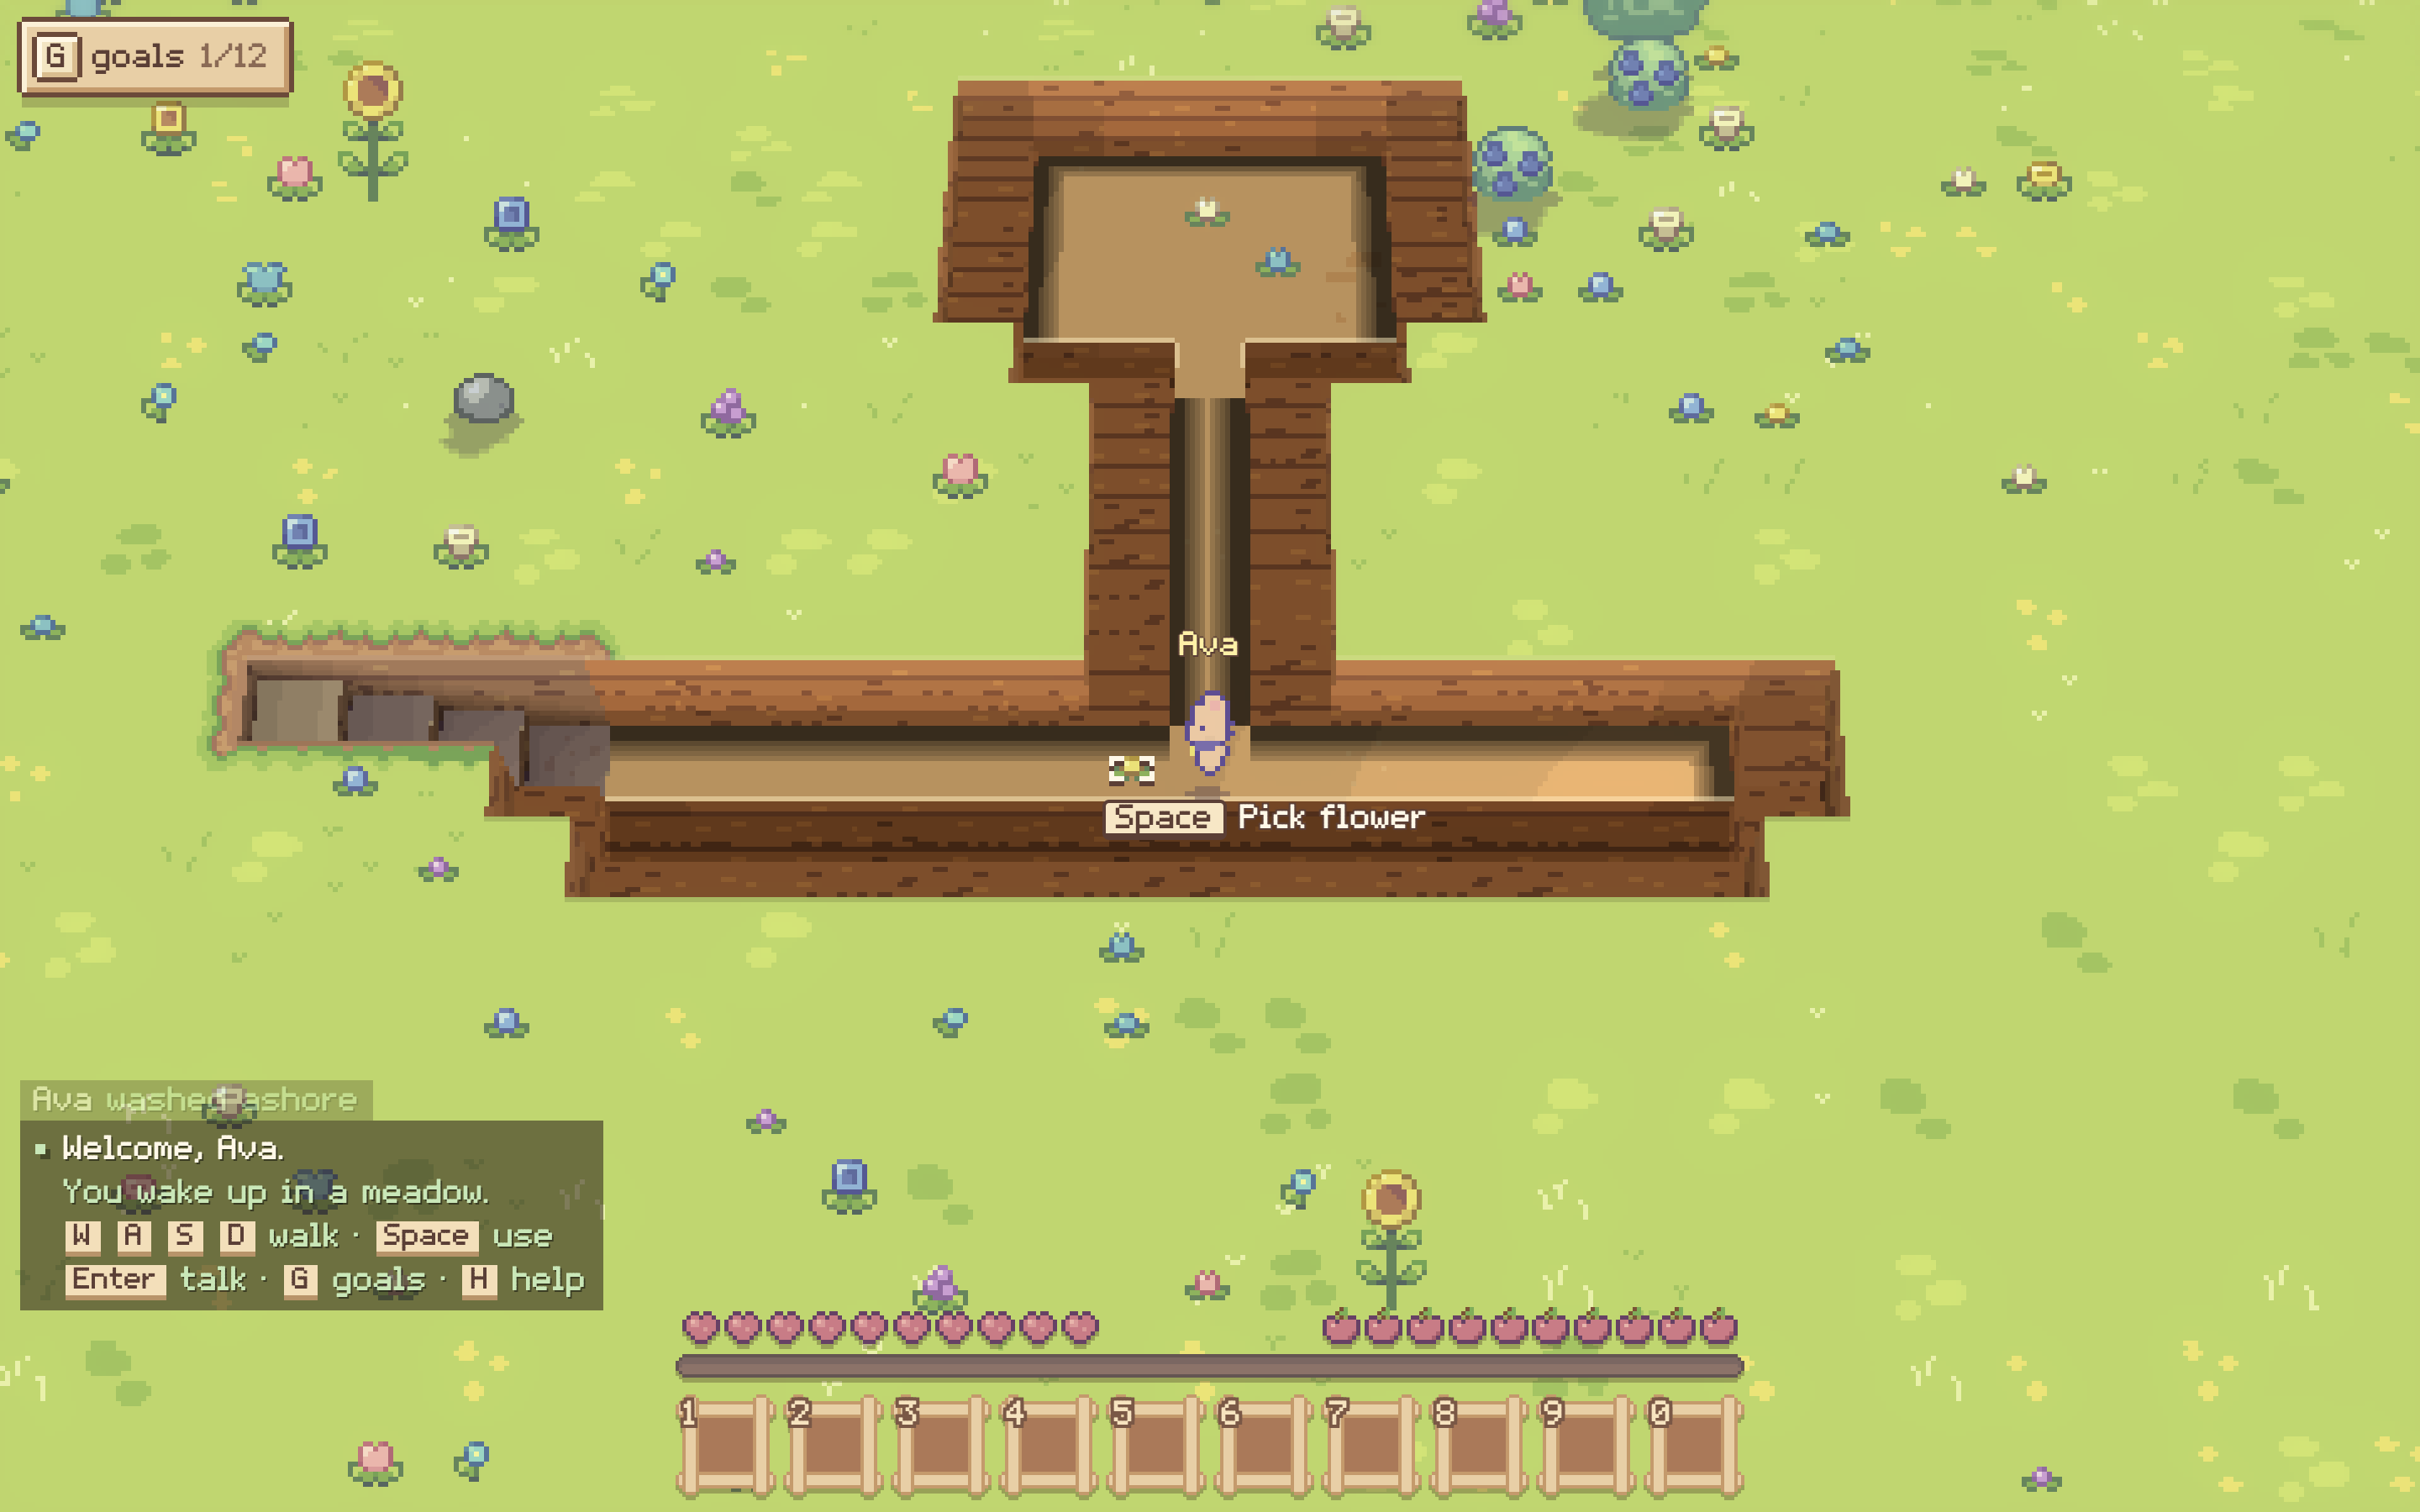 G goals 1/12
Ava
Space Pick flower
Ava washed ashore
Welcome, Ava.
You wake up in a meadow.
W A S D walk · Space use
Enter talk · G goals · H help
1 2 3 4 5 6 7 8 9 0